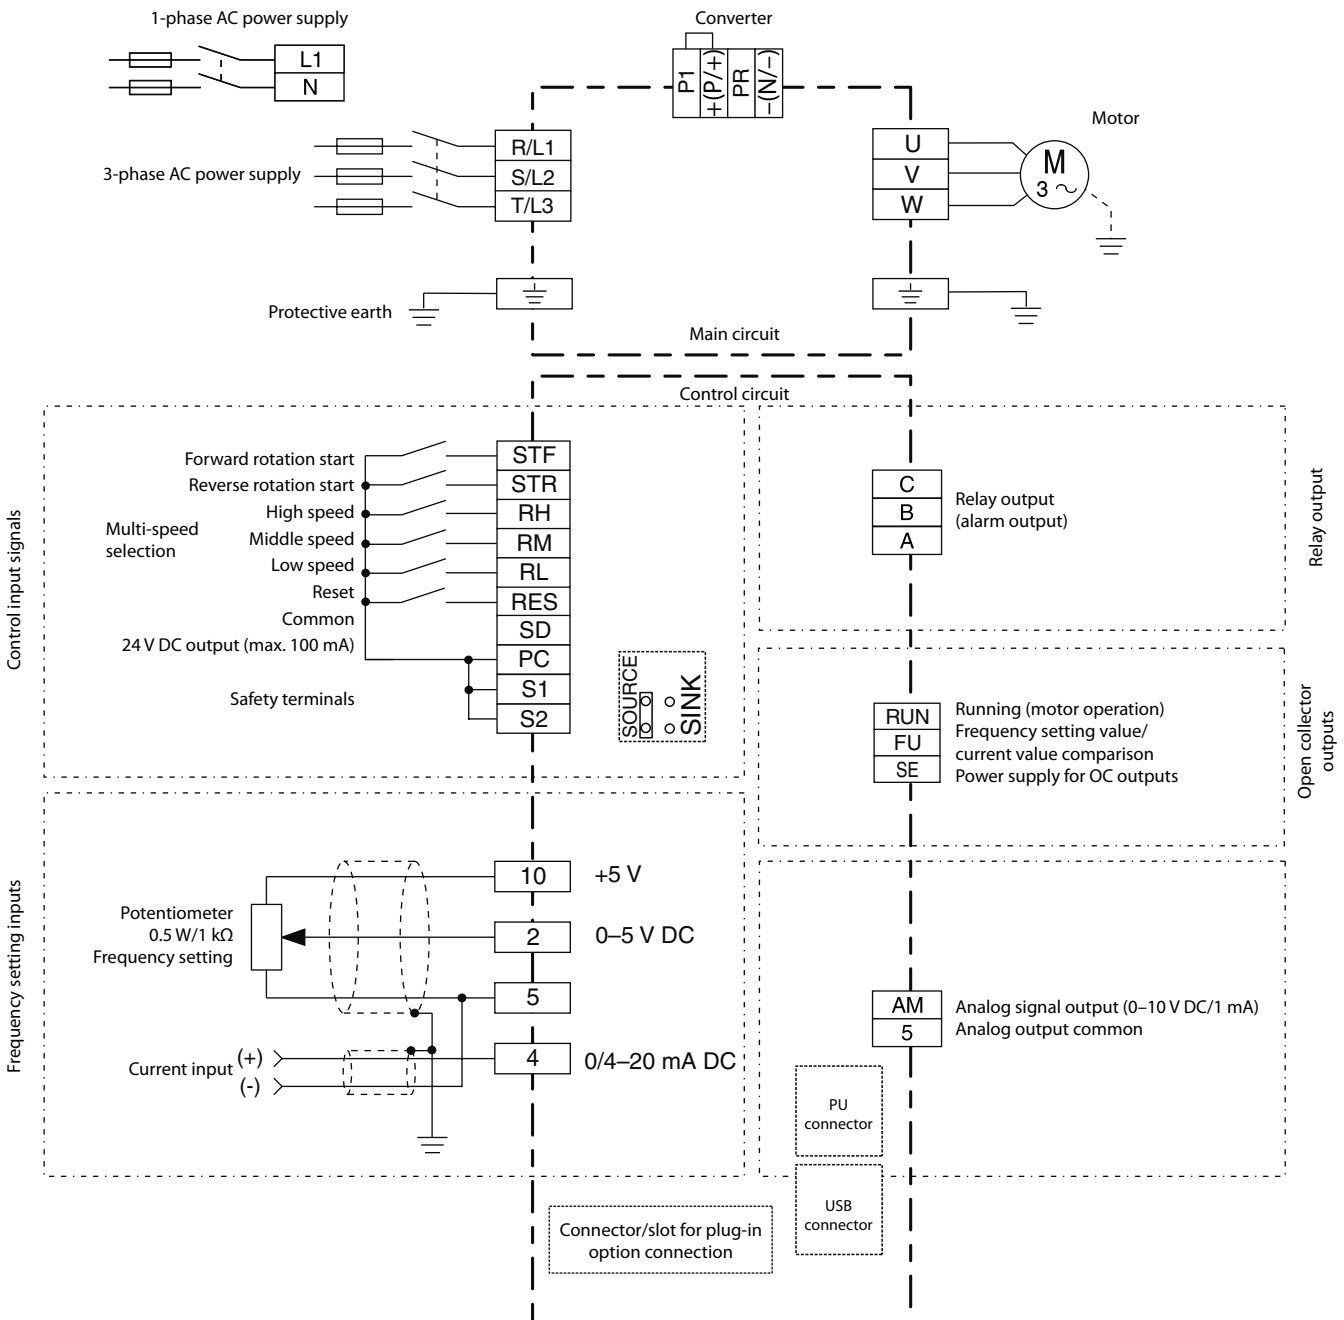 1-phase AC power supply
L1
N
Converter
P1
+(P/+)
PR
–(N/–)
3-phase AC power supply
R/L1
S/L2
T/L3
U
V
W
Motor
M
3 ~
Protective earth
Main circuit
Control circuit
Control input signals
Multi-speed
selection
Forward rotation start
Reverse rotation start
High speed
Middle speed
Low speed
Reset
Common
24 V DC output (max. 100 mA)
Safety terminals
STF
STR
RH
RM
RL
RES
SD
PC
S1
S2
SOURCE
SINK
C
B
A
Relay output
(alarm output)
Relay output
RUN
FU
SE
Running (motor operation)
Frequency setting value/
current value comparison
Power supply for OC outputs
Open collector
outputs
Frequency setting inputs
Potentiometer
0.5 W/1 kΩ
Frequency setting
10
+5 V
2
0–5 V DC
5
Current input
(+)
(-)
4
0/4–20 mA DC
AM
5
Analog signal output (0–10 V DC/1 mA)
Analog output common
PU
connector
USB
connector
Connector/slot for plug-in
option connection